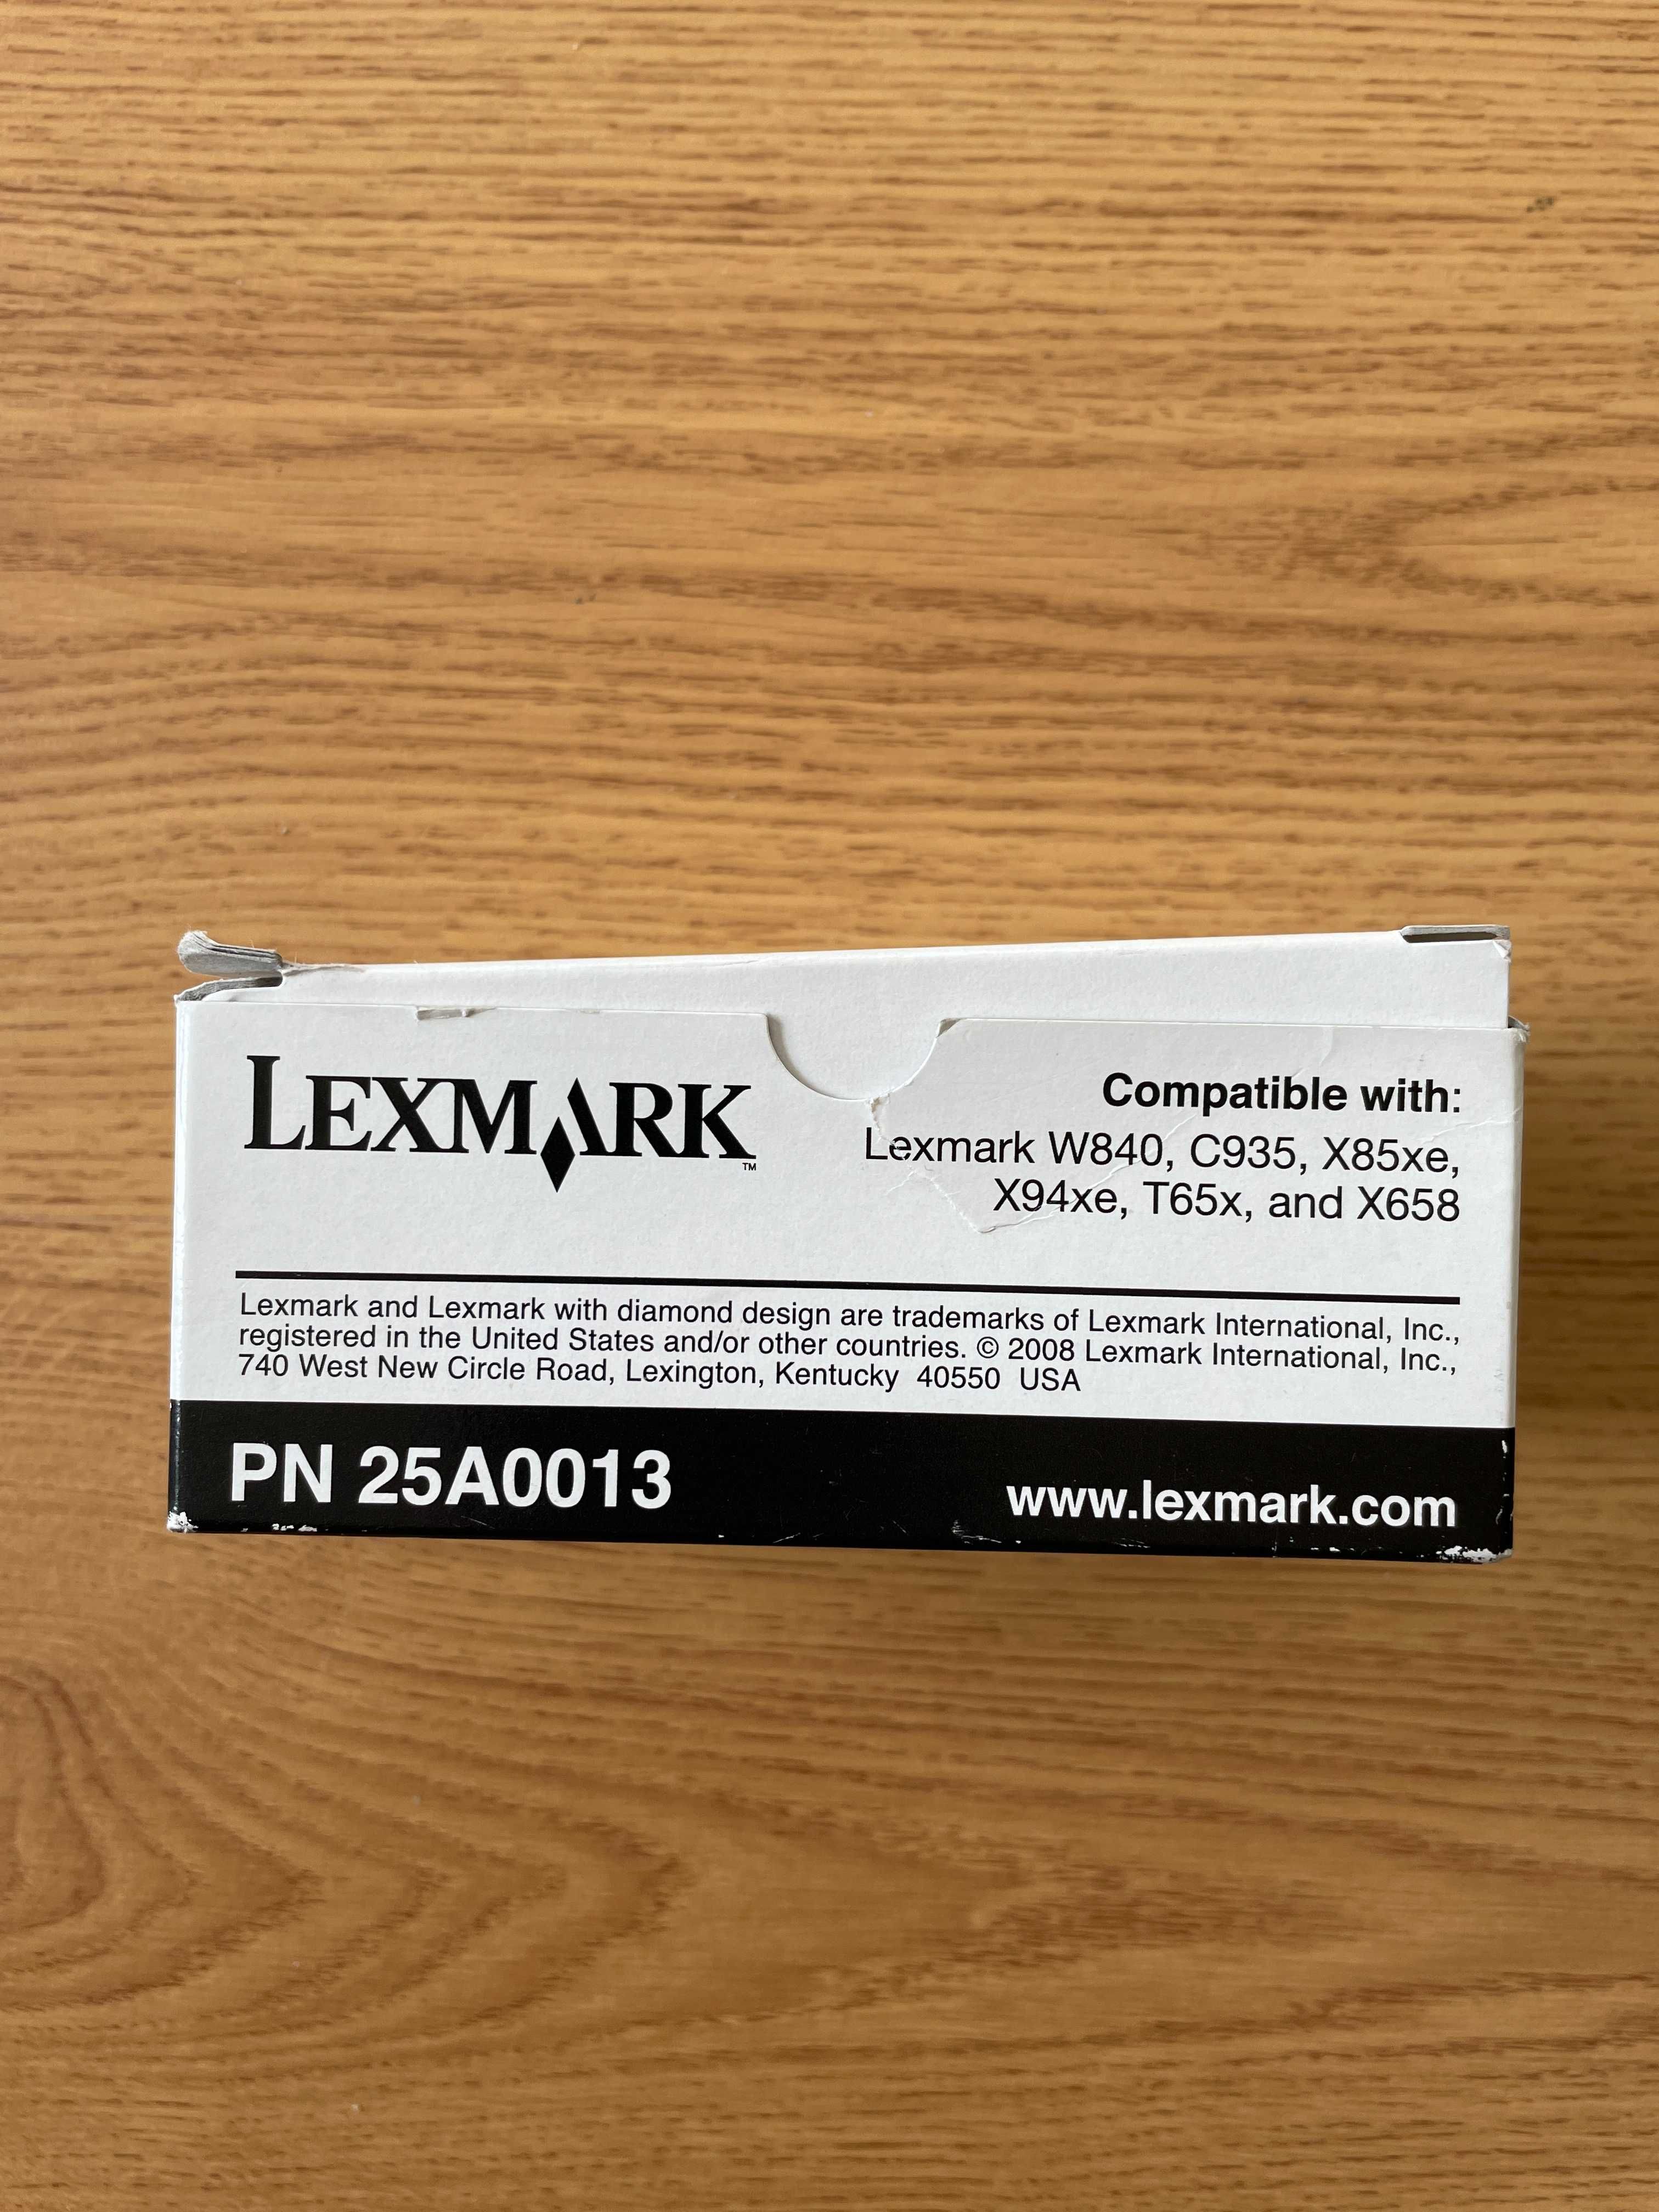 LEXMARK™
Compatible with:
Lexmark W840, C935, X85xe,
X94xe, T65x, and X658
Lexmark and Lexmark with diamond design are trademarks of Lexmark International, Inc.,
registered in the United States and/or other countries. © 2008 Lexmark International, Inc.,
740 West New Circle Road, Lexington, Kentucky 40550 USA
PN 25A0013
www.lexmark.com